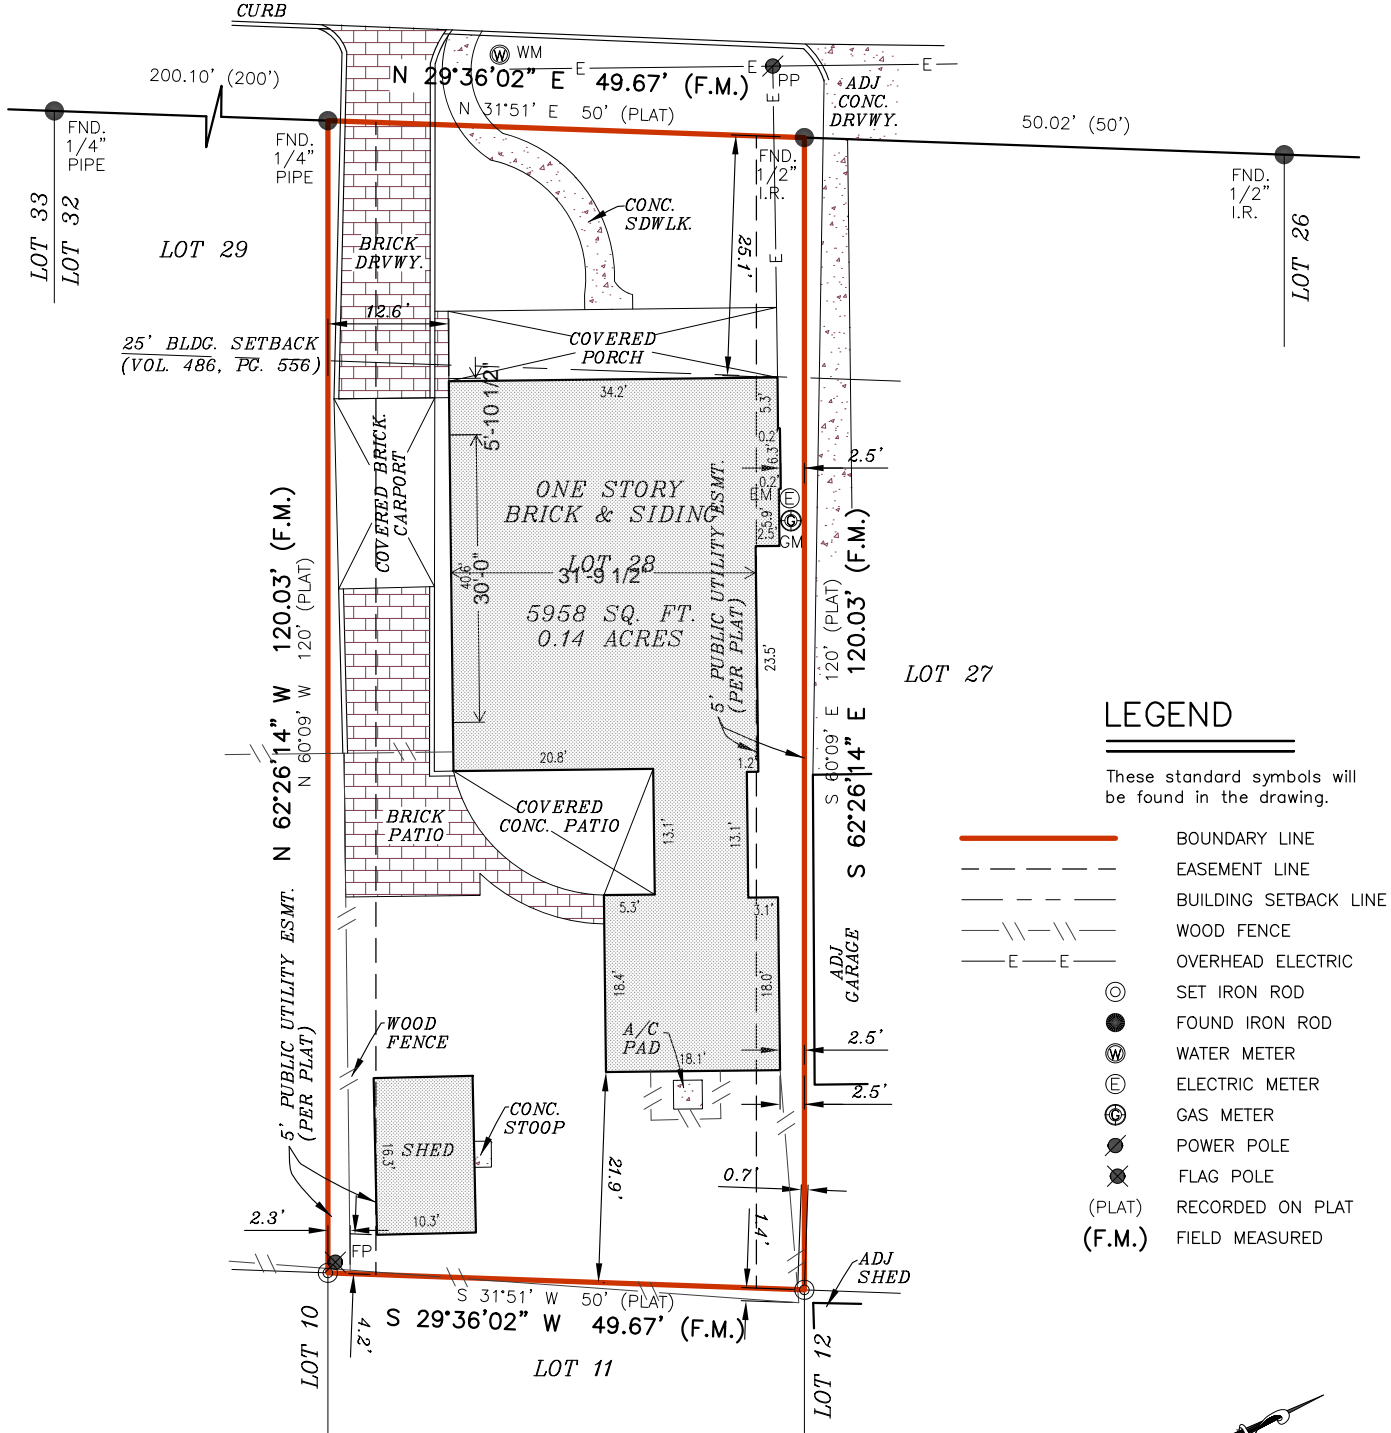 CURB
WM
200.10' (200')
N 29°36'02" E 49.67' (F.M.)
N 31°51' E 50' (PLAT)
E
E
E
E
PP
ADJ
CONC.
DRVWY.
50.02' (50')
FND.
1/4"
PIPE
FND.
1/4"
PIPE
FND.
1/2"
I.R.
FND.
1/2"
I.R.
LOT 33
LOT 32
LOT 29
BRICK
DRVWY.
CONC.
SDWLK.
25.1'
E
LOT 26
12.6'
25' BLDG. SETBACK
(VOL. 486, PG. 556)
COVERED
PORCH
34.2'
5'-10 1/2"
5.3'
0.2'
6.3'
0.2'
5.9'
2.5'
2.5'
EM
E
G
GM
COVERED BRICK.
CARPORT
ONE STORY
BRICK & SIDING
LOT 28
31'-9 1/2"
40.6'
30'-0"
5958 SQ. FT.
0.14 ACRES
5' PUBLIC UTILITY ESMT.
(PER PLAT)
23.5'
N 62°26'14" W 120.03' (F.M.)
N 60°09' W 120' (PLAT)
S 60°09' E 120' (PLAT)
S 62°26'14" E 120.03' (F.M.)
LOT 27
20.8'
1.2'
COVERED
CONC. PATIO
BRICK
PATIO
13.1'
13.1'
5.3'
3.1'
18.4'
18.0'
ADJ
GARAGE
5' PUBLIC UTILITY ESMT.
(PER PLAT)
WOOD
FENCE
A/C
PAD
18.1'
2.5'
2.5'
CONC.
STOOP
SHED
16.3'
10.3'
21.9'
0.7'
1.4'
2.3'
FP
4.2'
ADJ
SHED
S 31°51' W 50' (PLAT)
S 29°36'02" W 49.67' (F.M.)
LOT 10
LOT 11
LOT 12
LEGEND
These standard symbols will
be found in the drawing.
BOUNDARY LINE
EASEMENT LINE
BUILDING SETBACK LINE
WOOD FENCE
E E OVERHEAD ELECTRIC
SET IRON ROD
FOUND IRON ROD
W WATER METER
E ELECTRIC METER
G GAS METER
POWER POLE
FLAG POLE
(PLAT) RECORDED ON PLAT
(F.M.) FIELD MEASURED